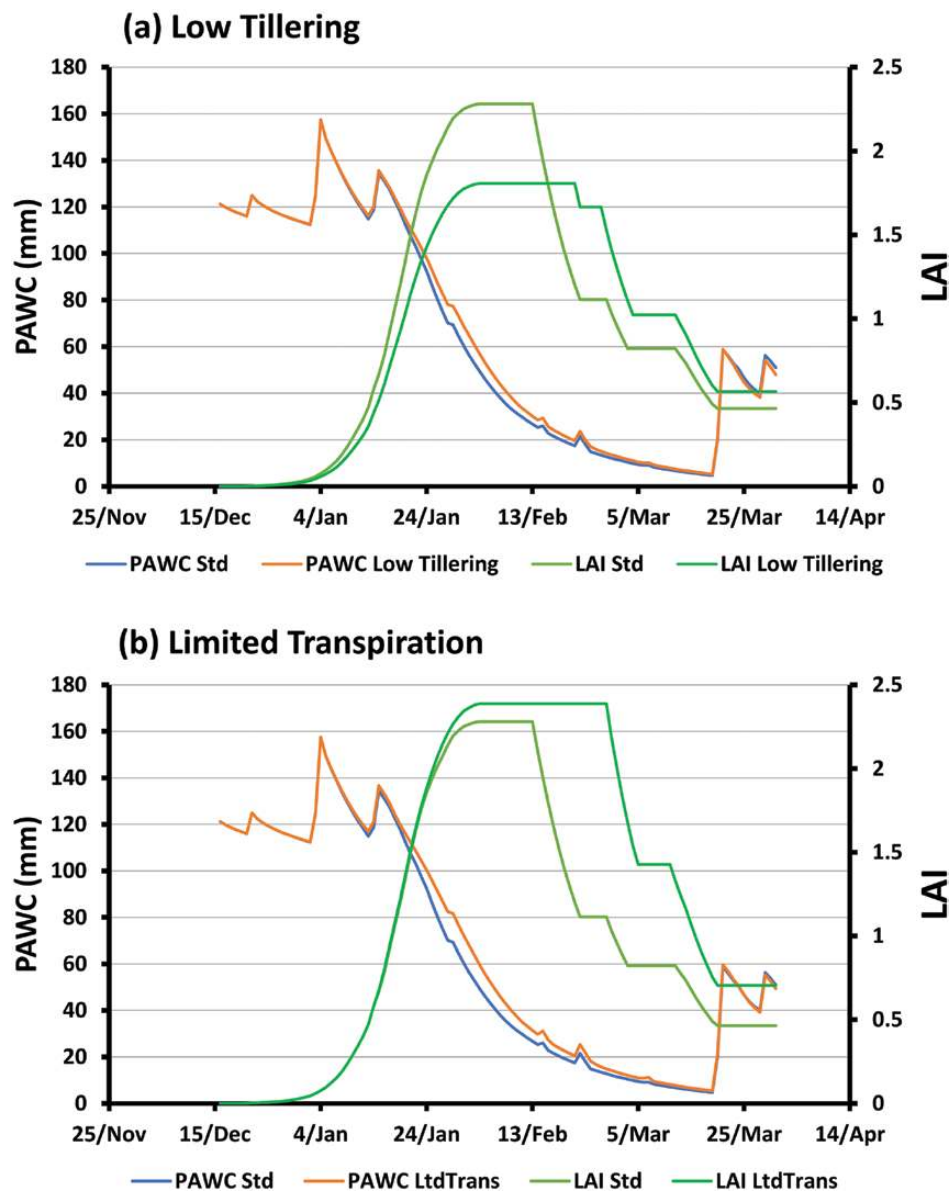 (a) Low Tillering
180 2.5
160
140 2
120
100 1.5
80 1
60
40 0.5
20
0 0
PAWC (mm)
LAI
25/Nov 15/Dec 4/Jan 24/Jan 13/Feb 5/Mar 25/Mar 14/Apr
PAWC Std PAWC Low Tillering LAI Std LAI Low Tillering
(b) Limited Transpiration
180 2.5
160
140 2
120
100 1.5
80 1
60
40 0.5
20
0 0
PAWC (mm)
LAI
25/Nov 15/Dec 4/Jan 24/Jan 13/Feb 5/Mar 25/Mar 14/Apr
PAWC Std PAWC LtdTrans LAI Std LAI LtdTrans